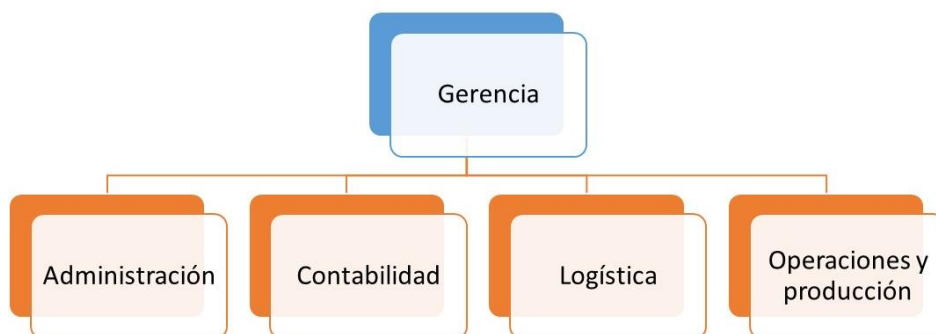 Gerencia
Administración
Contabilidad
Logística
Operaciones y
producción